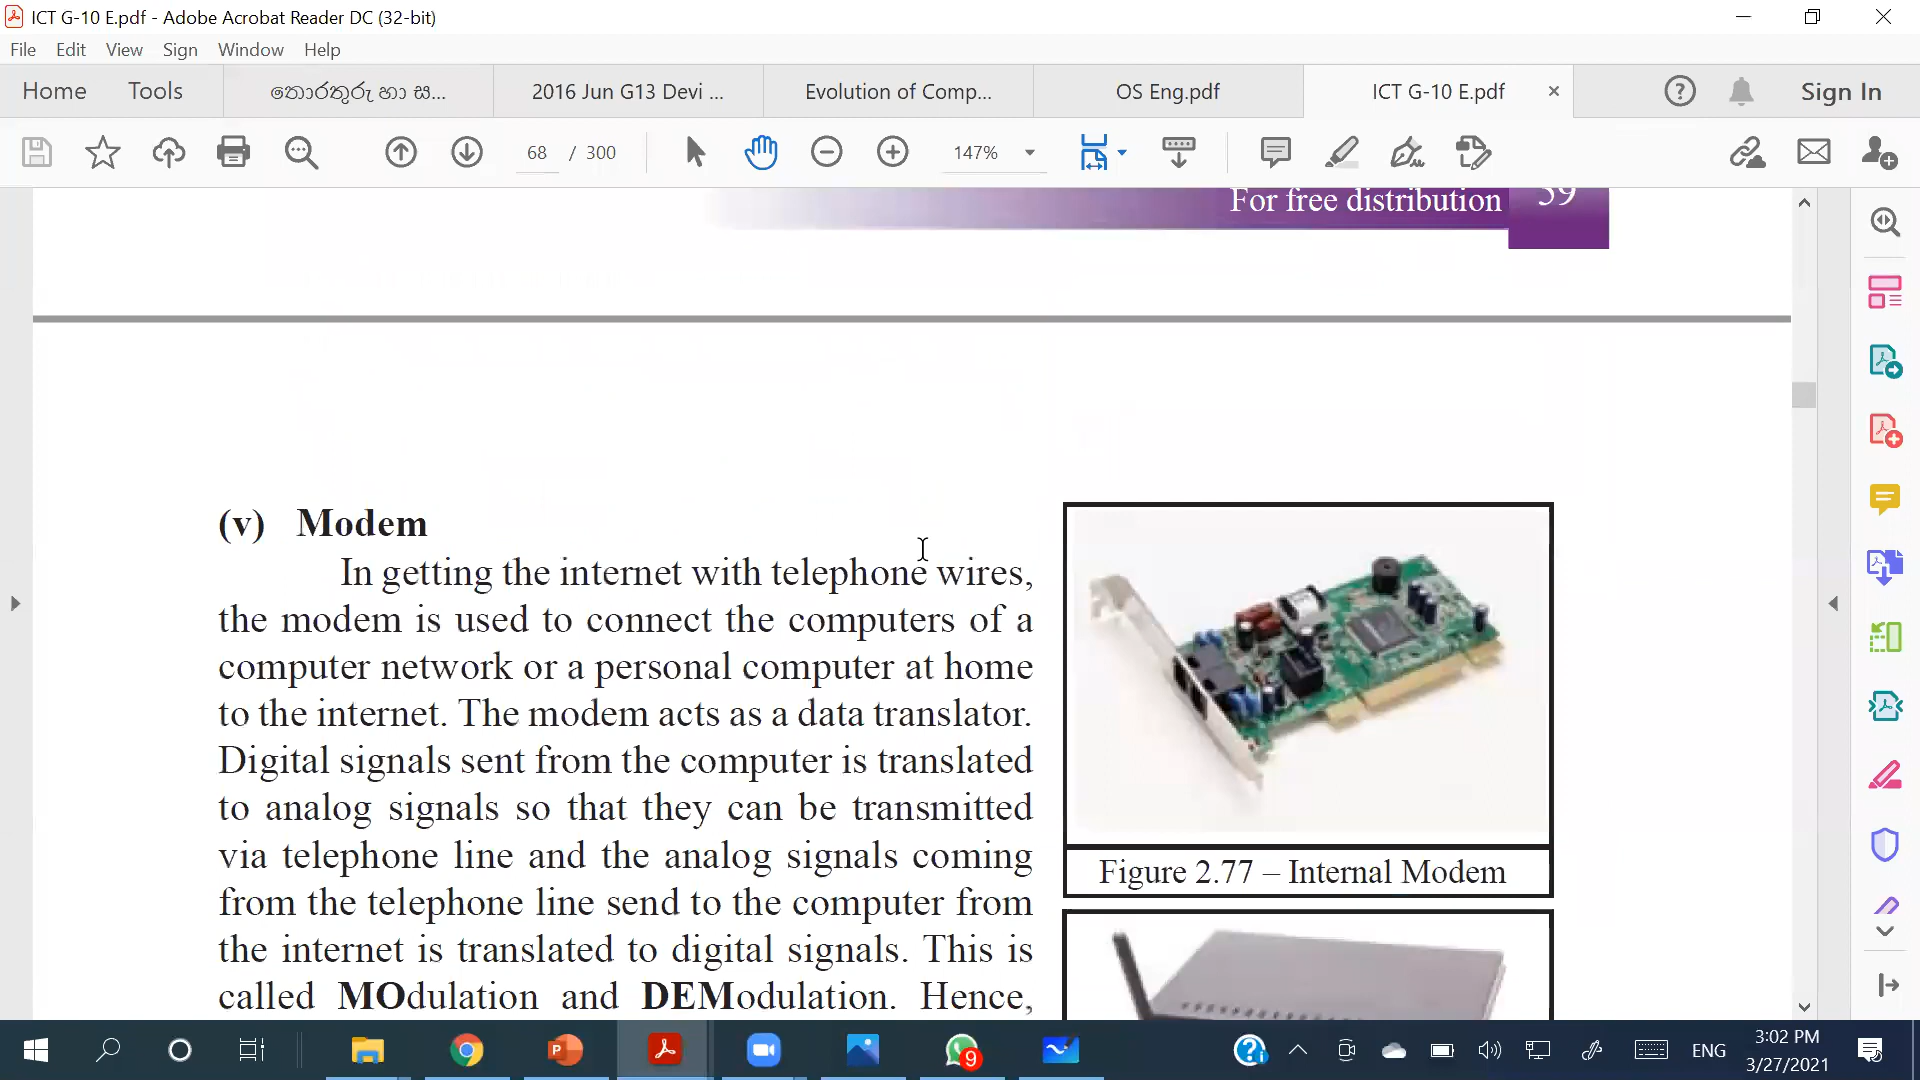 ICT G-10 E.pdf - Adobe Acrobat Reader DC (32-bit)
File Edit View Sign Window Help
Home Tools තොරතුරු හා ස... 2016 Jun G13 Devi ... Evolution of Comp... OS Eng.pdf ICT G-10 E.pdf Sign In
68 / 300 147%
For free distribution 59
(v) Modem
In getting the internet with telephone wires,
the modem is used to connect the computers of a
computer network or a personal computer at home
to the internet. The modem acts as a data translator.
Digital signals sent from the computer is translated
to analog signals so that they can be transmitted
via telephone line and the analog signals coming
from the telephone line send to the computer from
the internet is translated to digital signals. This is
called MOdulation and DEModulation. Hence,
Figure 2.77 – Internal Modem
9
ENG
3:02 PM
3/27/2021